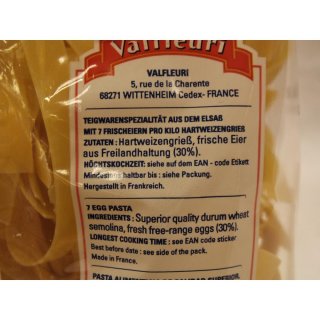 Valfleuri
VALFLEURI
5, rue de la Charente
68271 WITTENHEIM Cedex- FRANCE
TEIGWARENSPEZIALITÄT AUS DEM ELSAß
MIT 7 FRISCHEIERN PRO KILO HARTWEIZENGRIEß
ZUTATEN : Hartweizengrieß, frische Eier
aus Freilandhaltung (30%).
HÖCHSTKOCHZEIT: siehe auf dem EAN - code Etikett
Mindestens haltbar bis : siehe Packung.
Hergestellt in Frankreich.
7 EGG PASTA
INGREDIENTS : Superior quality durum wheat
semolina, fresh free-range eggs (30%).
LONGEST COOKING TIME : see EAN code sticker
Best before date : see side of the pack.
Made in France.
PASTA SUPERIOR,